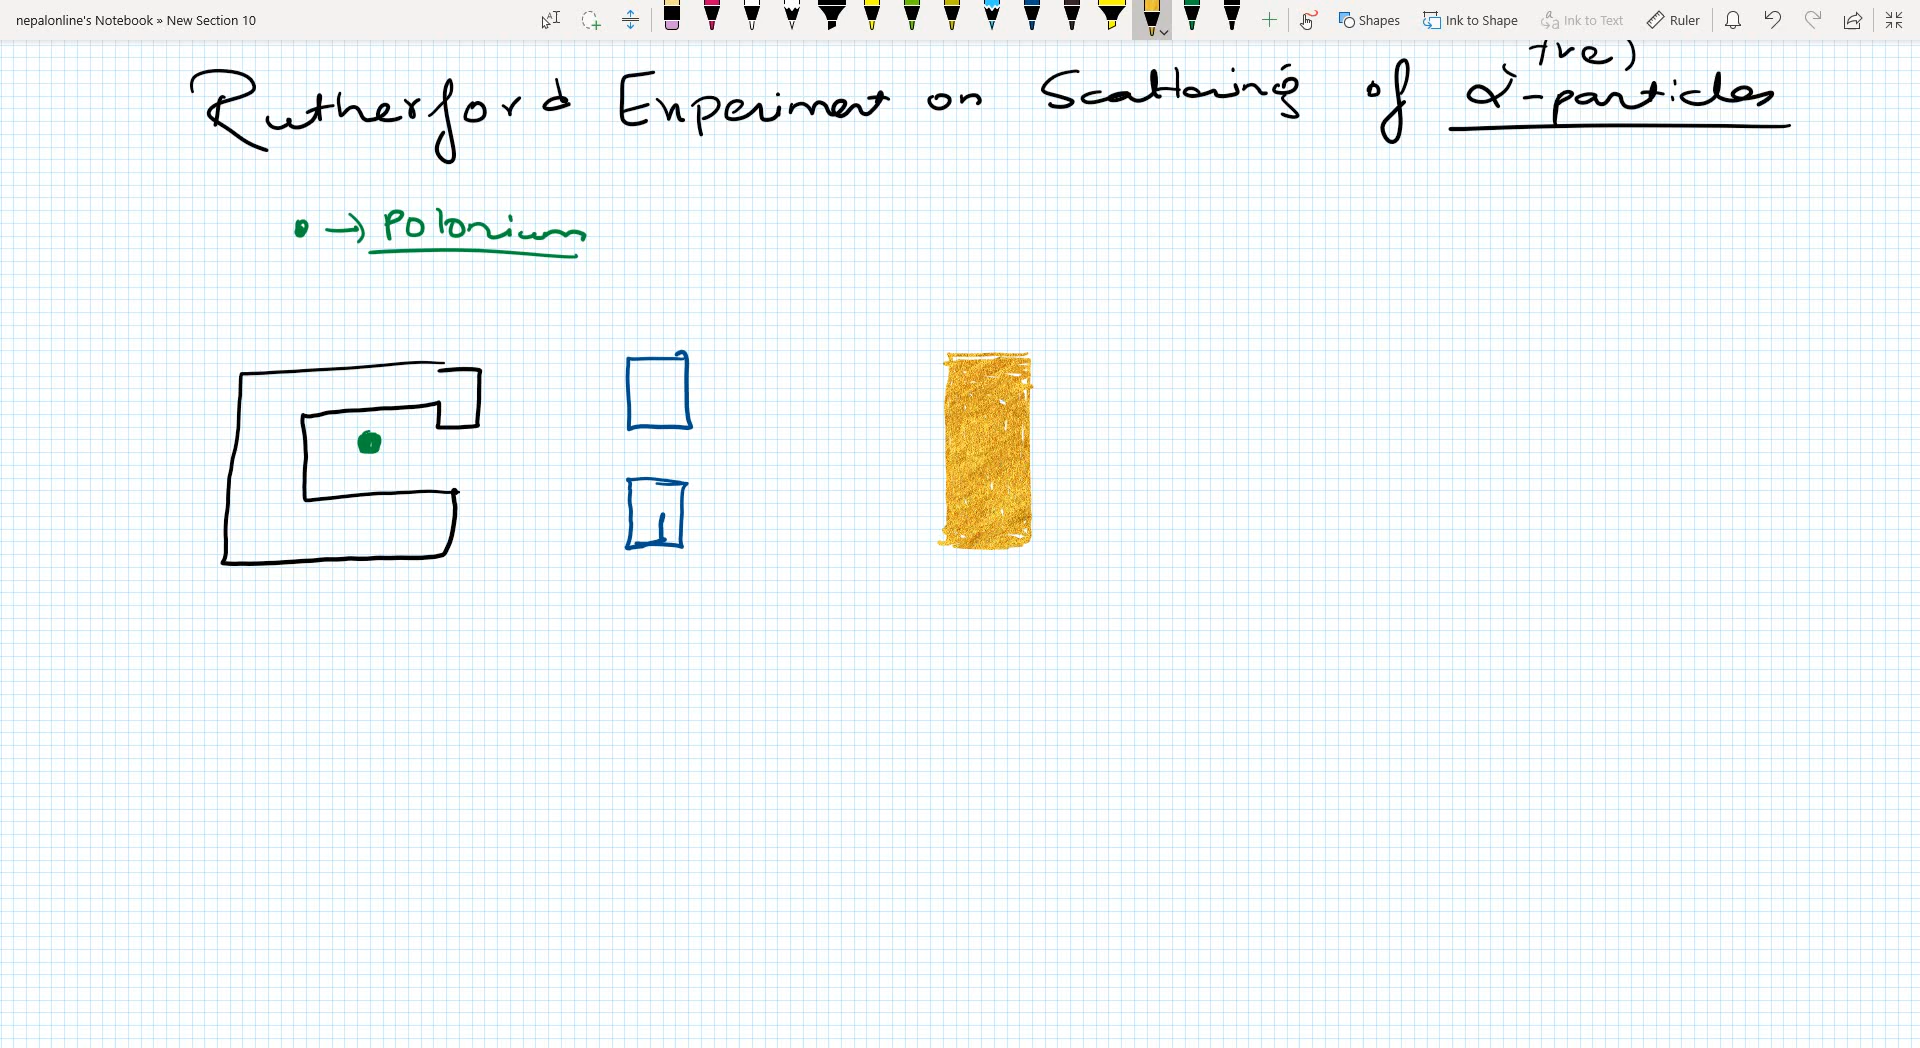 nepalonline's Notebook » New Section 10
Shapes
Ink to Shape
Ink to Text
Ruler
+ve)
Rutherford Experiment on Scattering of α-particles
→ Polonium